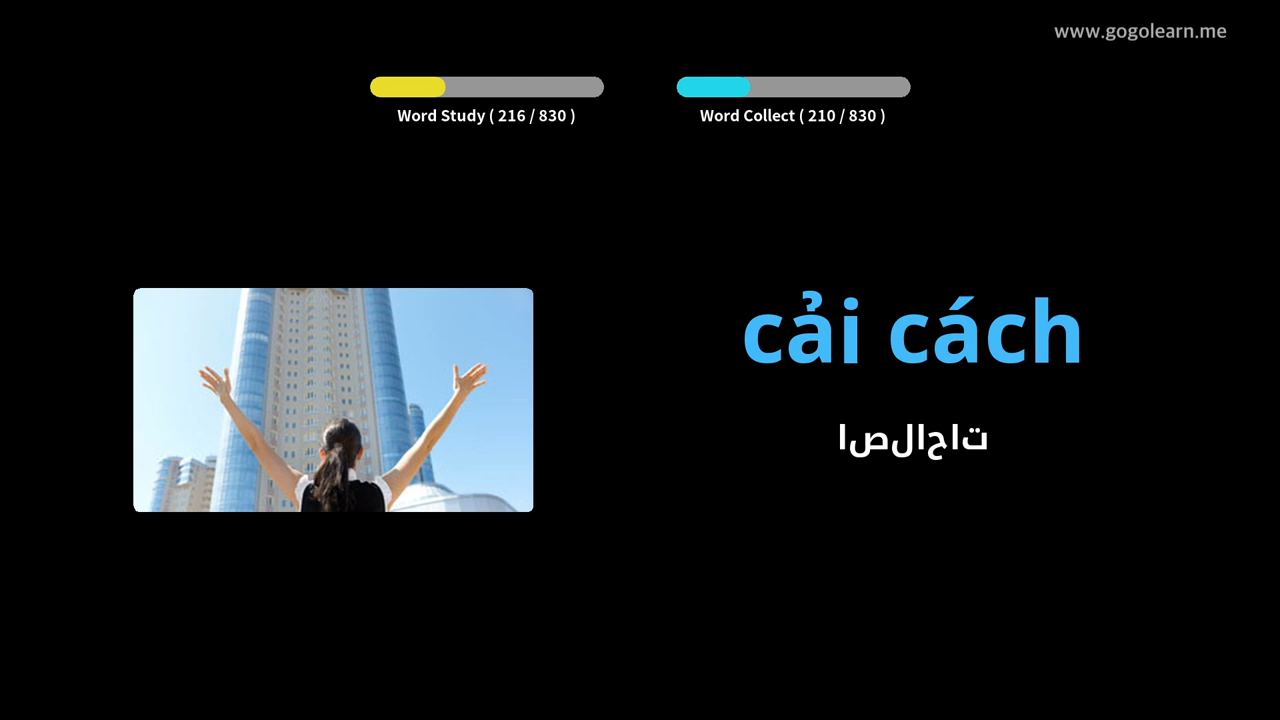 www.gogolearn.me
Word Study ( 216 / 830 )
Word Collect ( 210 / 830 )
cải cách
اصلاحات